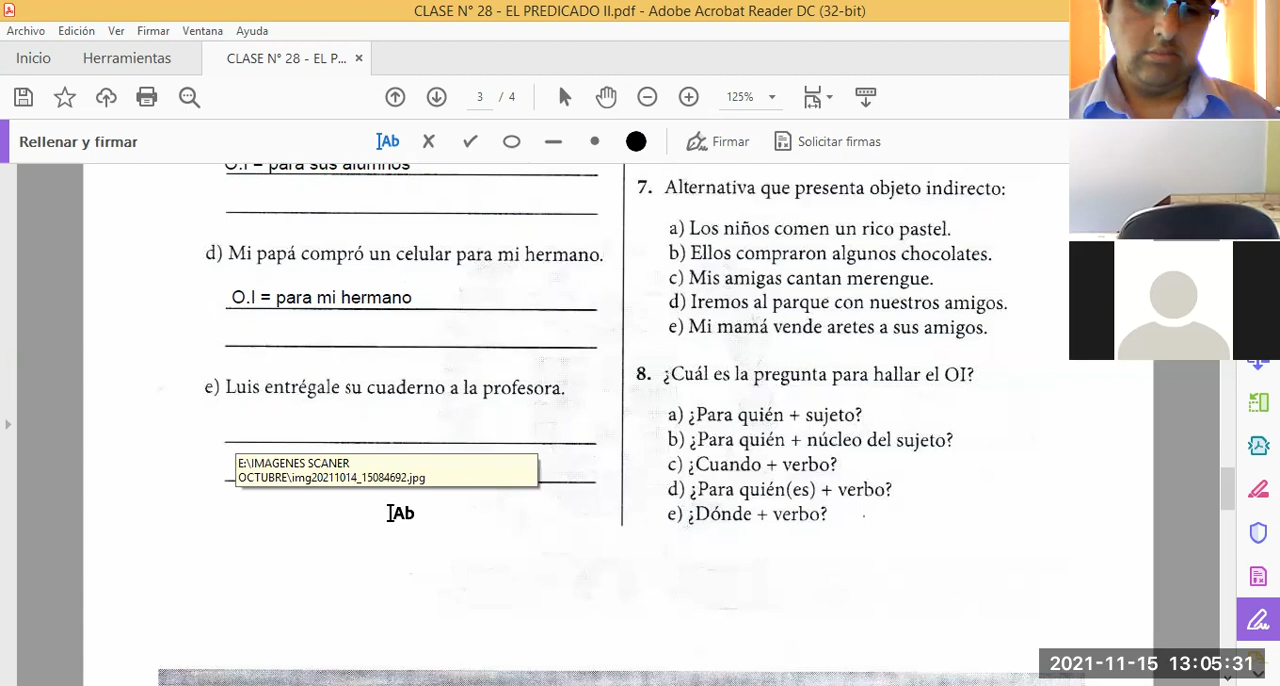 CLASE N° 28 - EL PREDICADO II.pdf - Adobe Acrobat Reader DC (32-bit)
Archivo Edición Ver Firmar Ventana Ayuda
Inicio Herramientas CLASE N° 28 - EL P... ×
3 / 4 125%
Rellenar y firmar IAb Firmar Solicitar firmas
O.I = para sus alumnos
d) Mi papá compró un celular para mi hermano.
O.I = para mi hermano
e) Luis entrégale su cuaderno a la profesora.
E:\IMAGENES SCANER
OCTUBRE\img20211014_15084692.jpg
IAb
7. Alternativa que presenta objeto indirecto:
a) Los niños comen un rico pastel.
b) Ellos compraron algunos chocolates.
c) Mis amigas cantan merengue.
d) Iremos al parque con nuestros amigos.
e) Mi mamá vende aretes a sus amigos.
8. ¿Cuál es la pregunta para hallar el OI?
a) ¿Para quién + sujeto?
b) ¿Para quién + núcleo del sujeto?
c) ¿Cuando + verbo?
d) ¿Para quién(es) + verbo?
e) ¿Dónde + verbo?
2021-11-15 13:05:31